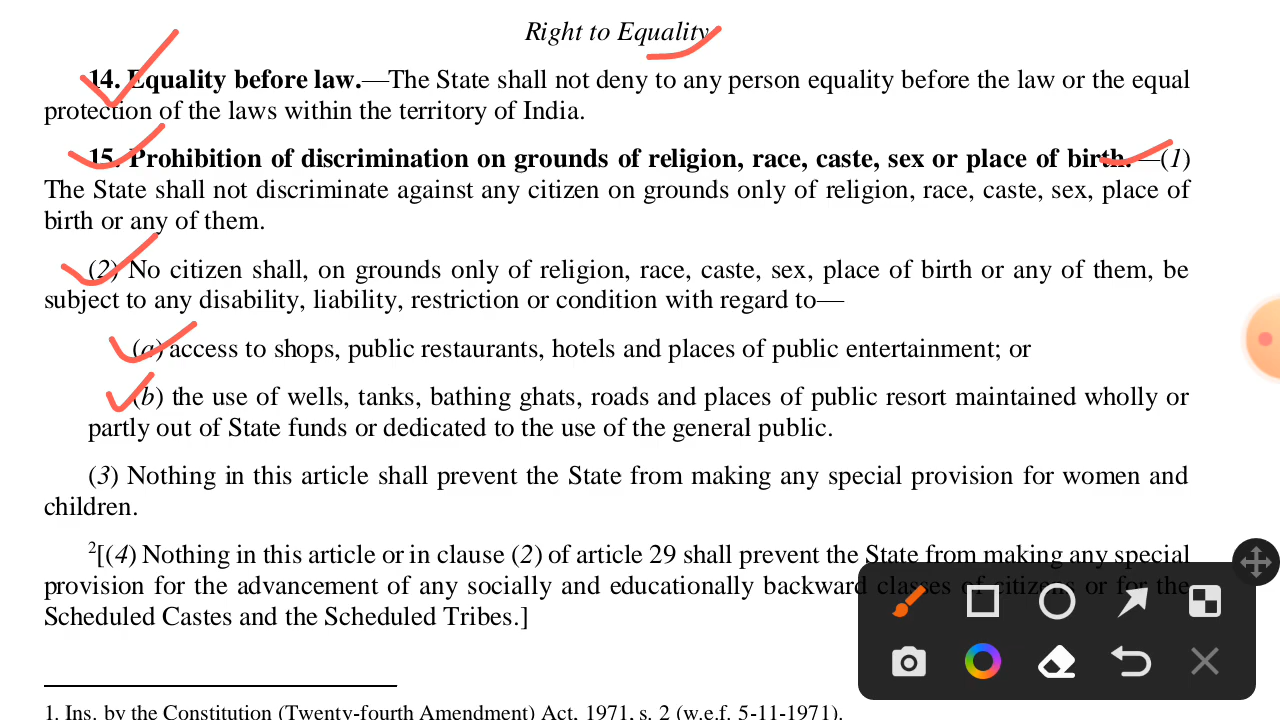 Right to Equality
14. Equality before law.—The State shall not deny to any person equality before the law or the equal
protection of the laws within the territory of India.
15. Prohibition of discrimination on grounds of religion, race, caste, sex or place of birth.—(1)
The State shall not discriminate against any citizen on grounds only of religion, race, caste, sex, place of
birth or any of them.
(2) No citizen shall, on grounds only of religion, race, caste, sex, place of birth or any of them, be
subject to any disability, liability, restriction or condition with regard to—
(a) access to shops, public restaurants, hotels and places of public entertainment; or
(b) the use of wells, tanks, bathing ghats, roads and places of public resort maintained wholly or
partly out of State funds or dedicated to the use of the general public.
(3) Nothing in this article shall prevent the State from making any special provision for women and
children.
2[(4) Nothing in this article or in clause (2) of article 29 shall prevent the State from making any special
provision for the advancement of any socially and educationally backward classes of citizens or for the
Scheduled Castes and the Scheduled Tribes.]
1. Ins. by the Constitution (Twenty-fourth Amendment) Act, 1971, s. 2 (w.e.f. 5-11-1971).